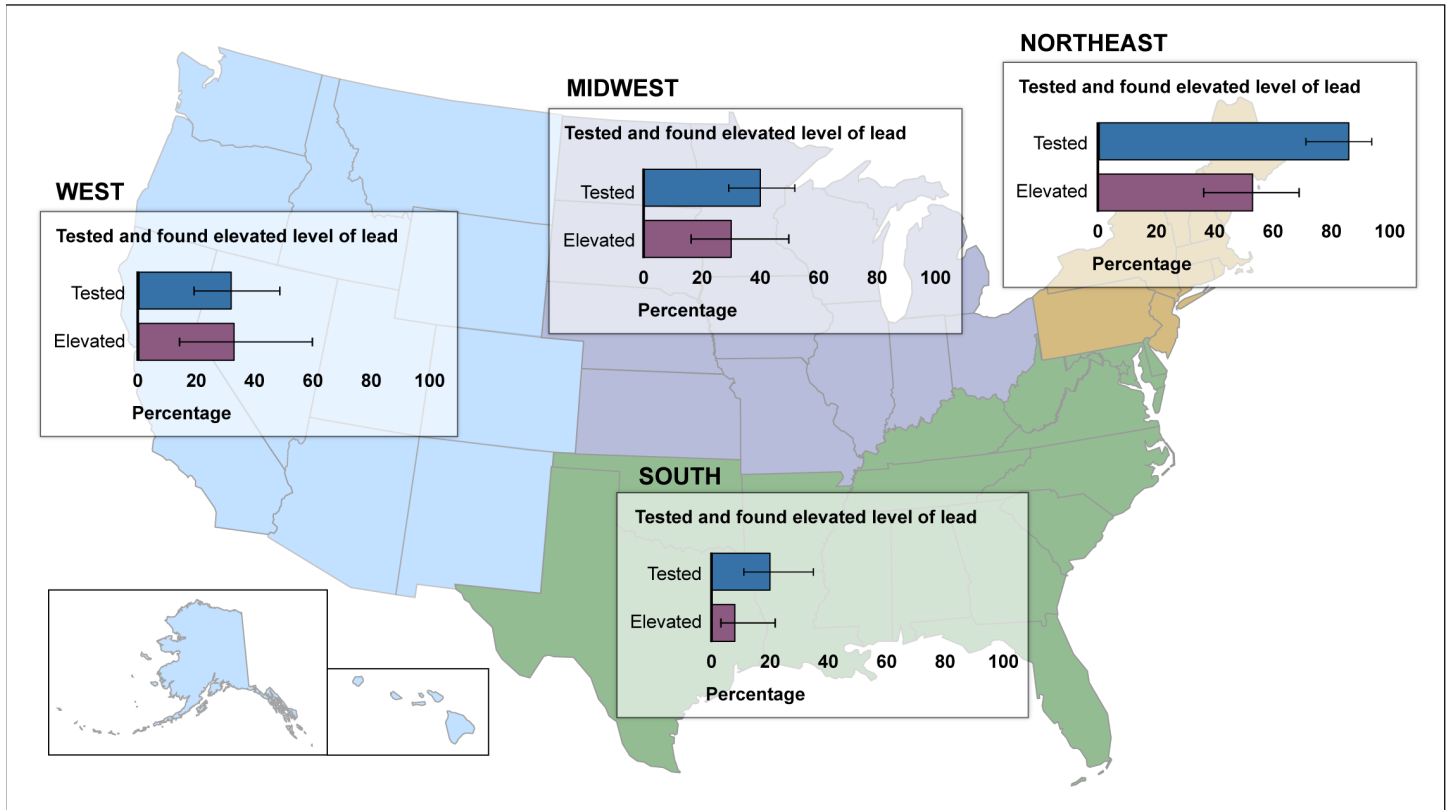 NORTHEAST
Tested and found elevated level of lead
Tested
Elevated
0 20 40 60 80 100
Percentage
MIDWEST
Tested and found elevated level of lead
Tested
Elevated
0 20 40 60 80 100
Percentage
WEST
Tested and found elevated level of lead
Tested
Elevated
0 20 40 60 80 100
Percentage
SOUTH
Tested and found elevated level of lead
Tested
Elevated
0 20 40 60 80 100
Percentage